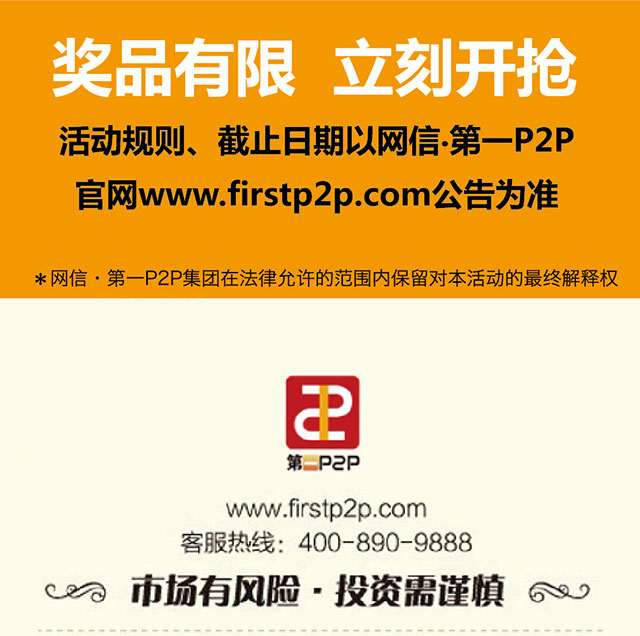 奖品有限 立刻开抢
活动规则、截止日期以网信·第一P2P
官网www.firstp2p.com公告为准
*网信·第一P2P集团在法律允许的范围内保留对本活动的最终解释权
第一P2P
www.firstp2p.com
客服热线：400-890-9888
市场有风险·投资需谨慎